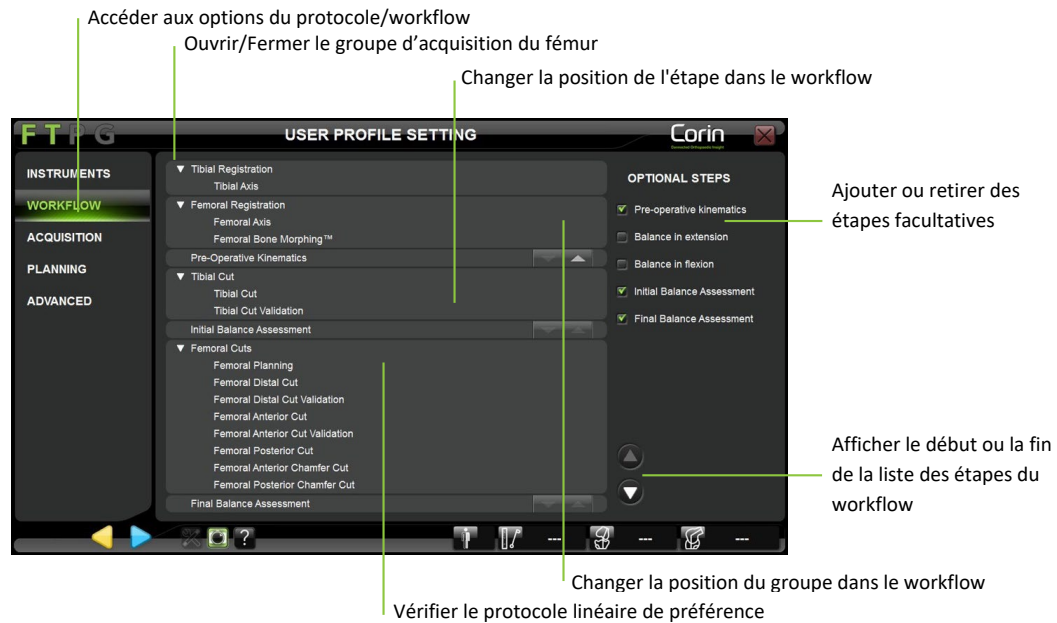 Accéder aux options du protocole/workflow
Ouvrir/Fermer le groupe d’acquisition du fémur
Changer la position de l'étape dans le workflow
F T P G
USER PROFILE SETTING
Corin
INSTRUMENTS
WORKFLOW
ACQUISITION
PLANNING
ADVANCED
▼ Tibial Registration
Tibial Axis
▼ Femoral Registration
Femoral Axis
Femoral Bone Morphing™
Pre-Operative Kinematics
▼ Tibial Cut
Tibial Cut
Tibial Cut Validation
Initial Balance Assessment
▼ Femoral Cuts
Femoral Planning
Femoral Distal Cut
Femoral Distal Cut Validation
Femoral Anterior Cut
Femoral Anterior Cut Validation
Femoral Posterior Cut
Femoral Anterior Chamfer Cut
Femoral Posterior Chamfer Cut
Final Balance Assessment
OPTIONAL STEPS
Pre-operative kinematics
Balance in extension
Balance in flexion
Initial Balance Assessment
Final Balance Assessment
Ajouter ou retirer des
étapes facultatives
Afficher le début ou la fin
de la liste des étapes du
workflow
?
--- --- ---
Changer la position du groupe dans le workflow
Vérifier le protocole linéaire de préférence